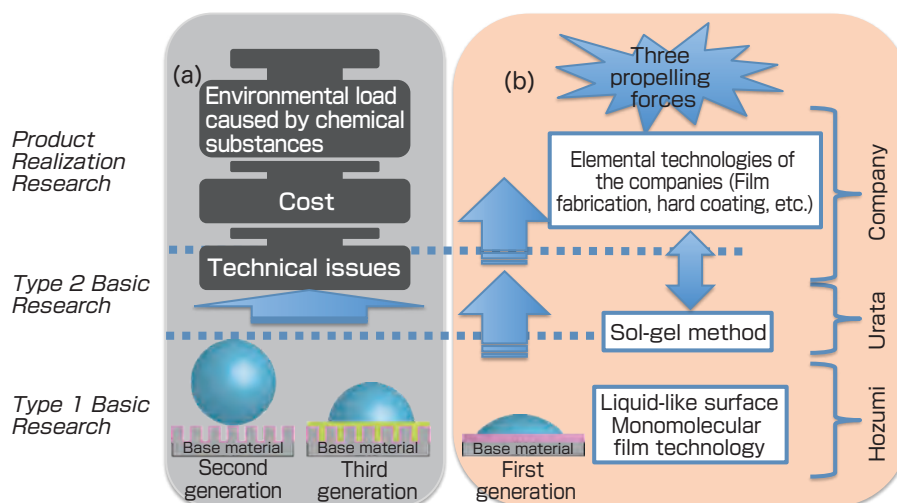 Product
Realization
Research
Type 2 Basic
Research
Type 1 Basic
Research
(a)
Environmental load
caused by chemical
substances
Cost
Technical issues
Base material
Second
generation
Base material
Third
generation
(b)
Three
propelling
forces
Elemental technologies of
the companies (Film
fabrication, hard coating, etc.)
Sol-gel method
Liquid-like surface
Monomolecular
film technology
Base material
First
generation
Company
Urata
Hozumi